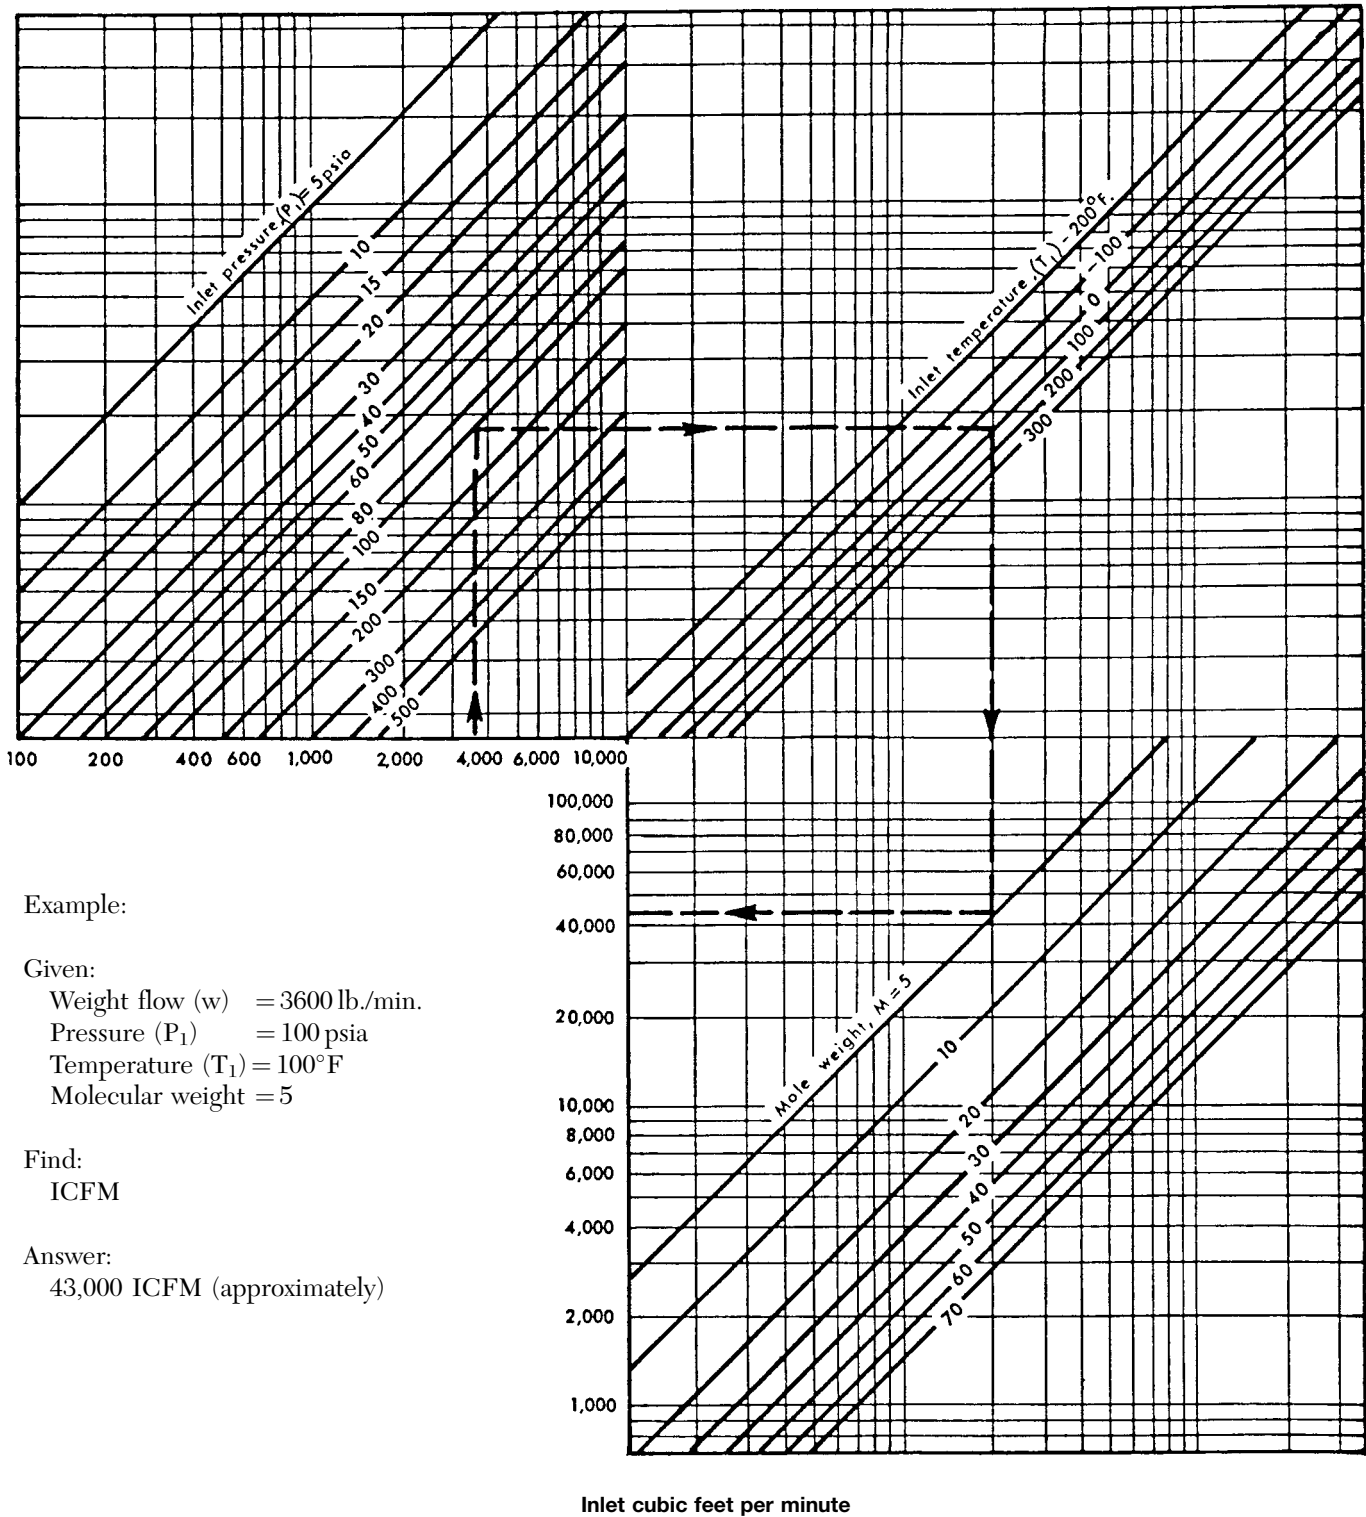 Inlet pressure (P₁)= 5 psia
10
15
20
30
40
50
60
80
100
150
200
300
400
500
Inlet temperature (T₁) - 200°F.
-100
0
100
200
300
100 200 400 600 1,000 2,000 4,000 6,000 10,000
100,000
80,000
60,000
40,000
20,000
10,000
8,000
6,000
4,000
2,000
1,000
Mole weight, M = 5
10
20
30
40
50
60
70
Example:
Given:
Weight flow (w) = 3600 lb./min.
Pressure (P₁) = 100 psia
Temperature (T₁) = 100°F
Molecular weight = 5
Find:
ICFM
Answer:
43,000 ICFM (approximately)
Inlet cubic feet per minute